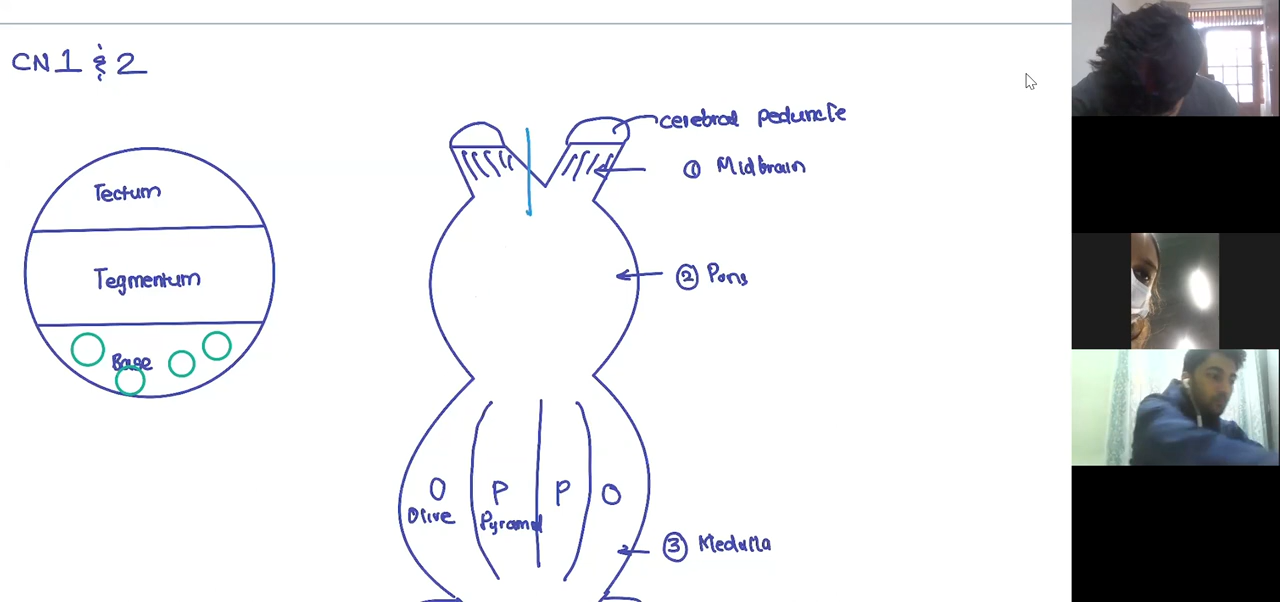 CN 1 & 2
Tectum
Tegmentum
Base
cerebral peduncle
① Midbrain
② Pons
O P P O
Olive Pyramid
③ Medulla